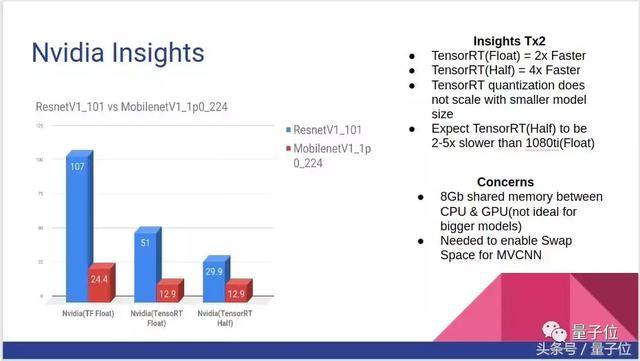 Nvidia Insights
ResnetV1_101 vs MobilenetV1_1p0_224
125
100
75
50
25
0
107
24.4
51
12.9
29.9
12.9
Nvidia(TF Float)
Nvidia(TensoRT
Float)
Nvidia(TensorRT
Half)
ResnetV1_101
MobilenetV1_1p
0_224
Insights Tx2
● TensorRT(Float) = 2x Faster
● TensorRT(Half) = 4x Faster
● TensorRT quantization does
not scale with smaller model
size
● Expect TensorRT(Half) to be
2-5x slower than 1080ti(Float)
Concerns
● 8Gb shared memory between
CPU & GPU(not ideal for
bigger models)
● Needed to enable Swap
Space for MVCNN
量子位
头条号 / 量子位